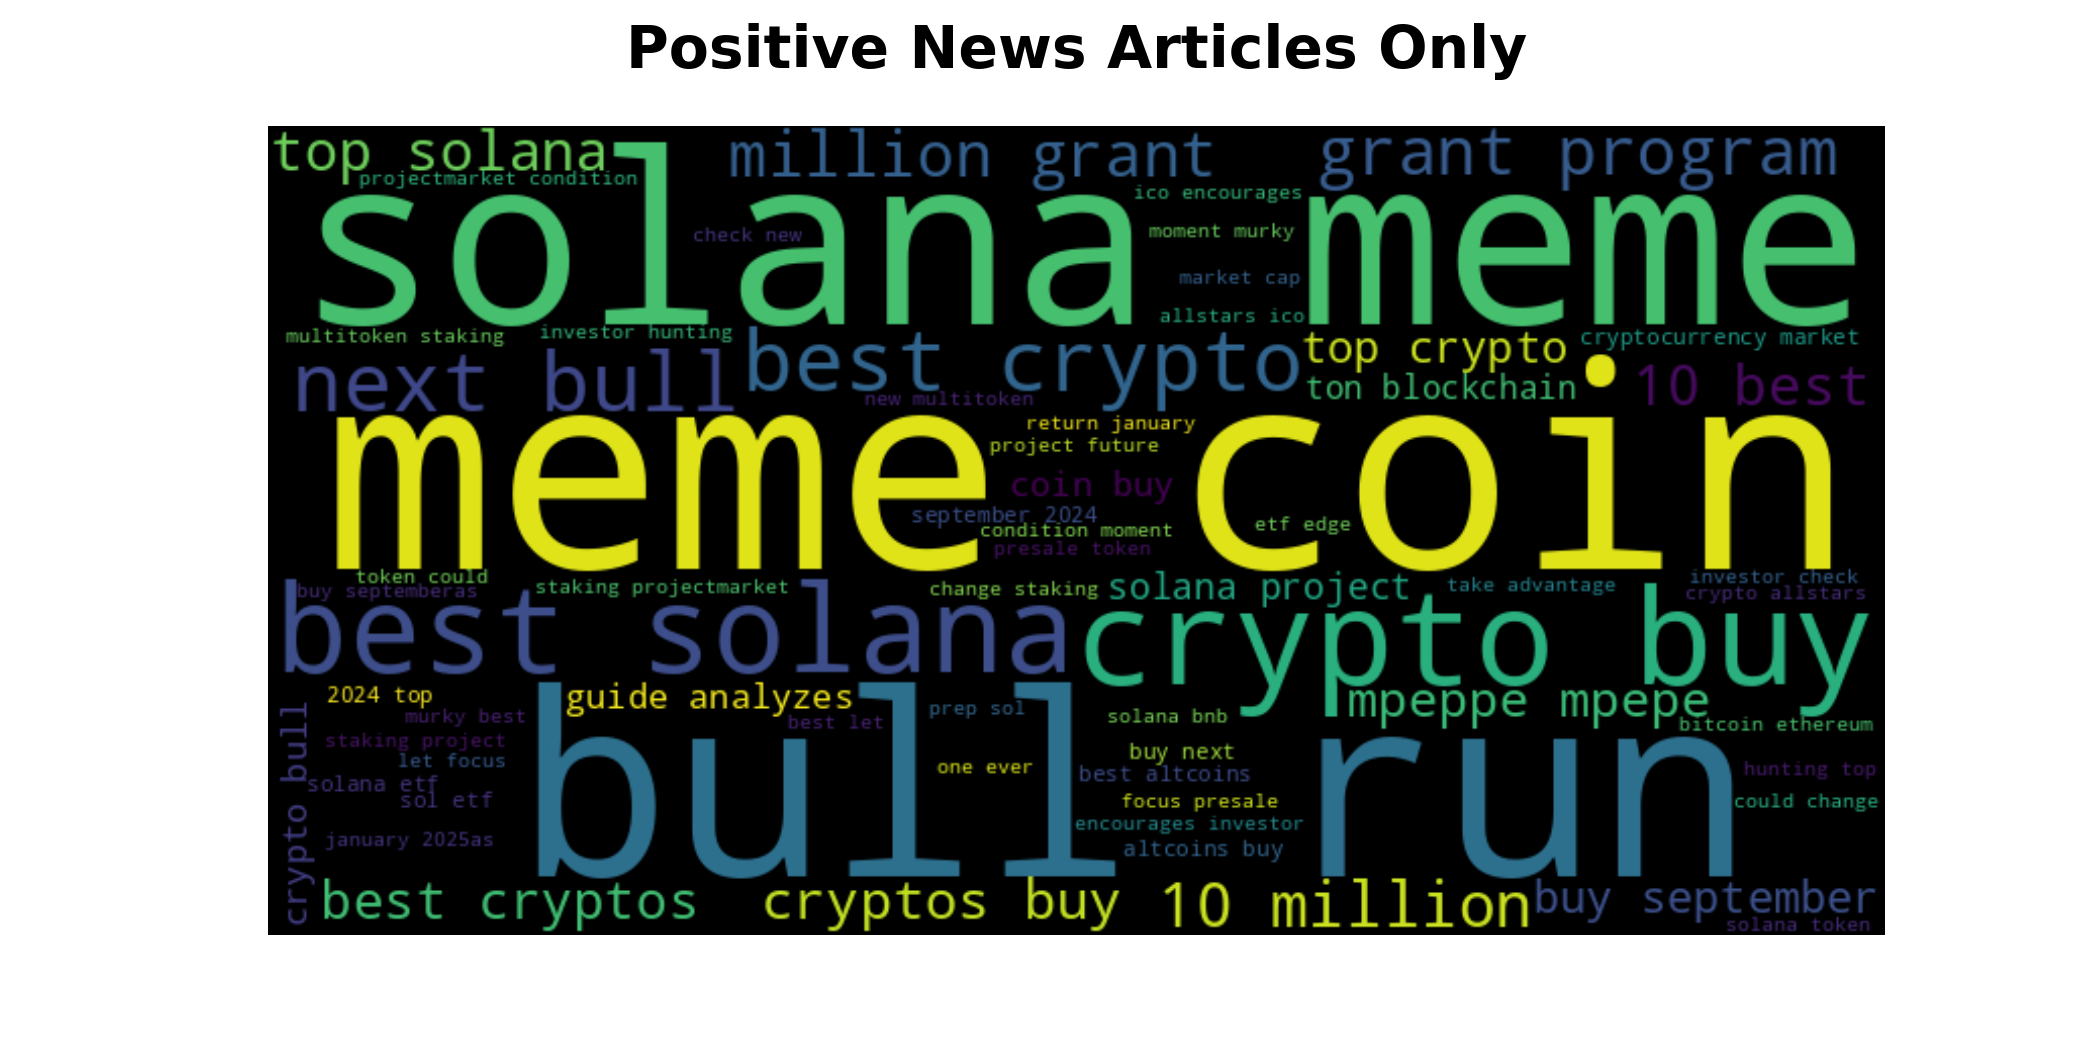 Positive News Articles Only
top solana
million grant
grant program
projectmarket condition
ico encourages
solana meme
check new
moment murky
market cap
allstars ico
multitoken staking
investor hunting
best crypto
top crypto
cryptocurrency market
next bull
ton blockchain
10 best
new multitoken
meme coin
return january
project future
coin buy
september 2024
etf edge
condition moment
presale token
token could
buy septemberas
staking projectmarket
change staking
solana project
take advantage
investor check
crypto allstars
best solana
crypto buy
2024 top
guide analyzes
mpeppe mpepe
prep sol
murky best
best let
solana bnb
bitcoin ethereum
staking project
let focus
bull run
buy next
one ever
best altcoins
hunting top
solana etf
sol etf
focus presale
could change
encourages investor
january 2025as
altcoins buy
crypto bull
best cryptos
cryptos buy
10 million
buy september
solana token